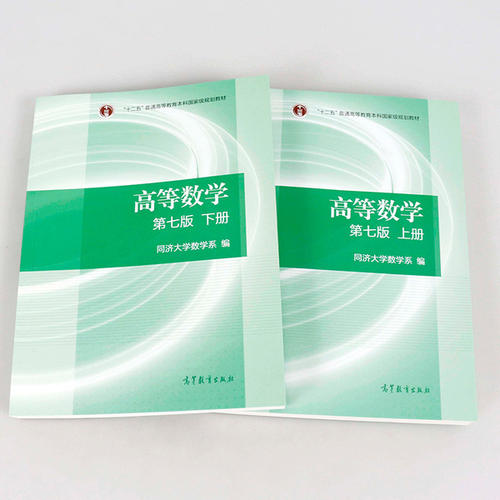 "十二五"普通高等教育本科国家级规划教材
高等数学
第七版 下册
同济大学数学系 编
高等教育出版社
"十二五"普通高等教育本科国家级规划教材
高等数学
第七版 上册
同济大学数学系 编
高等教育出版社